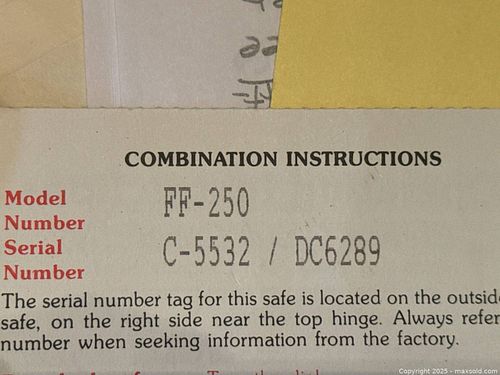 COMBINATION INSTRUCTIONS
Model FF-250
Number
Serial C-5532 / DC6289
Number
The serial number tag for this safe is located on the outside
safe, on the right side near the top hinge. Always refer
number when seeking information from the factory.
Copyright 2025 - maxsold.com